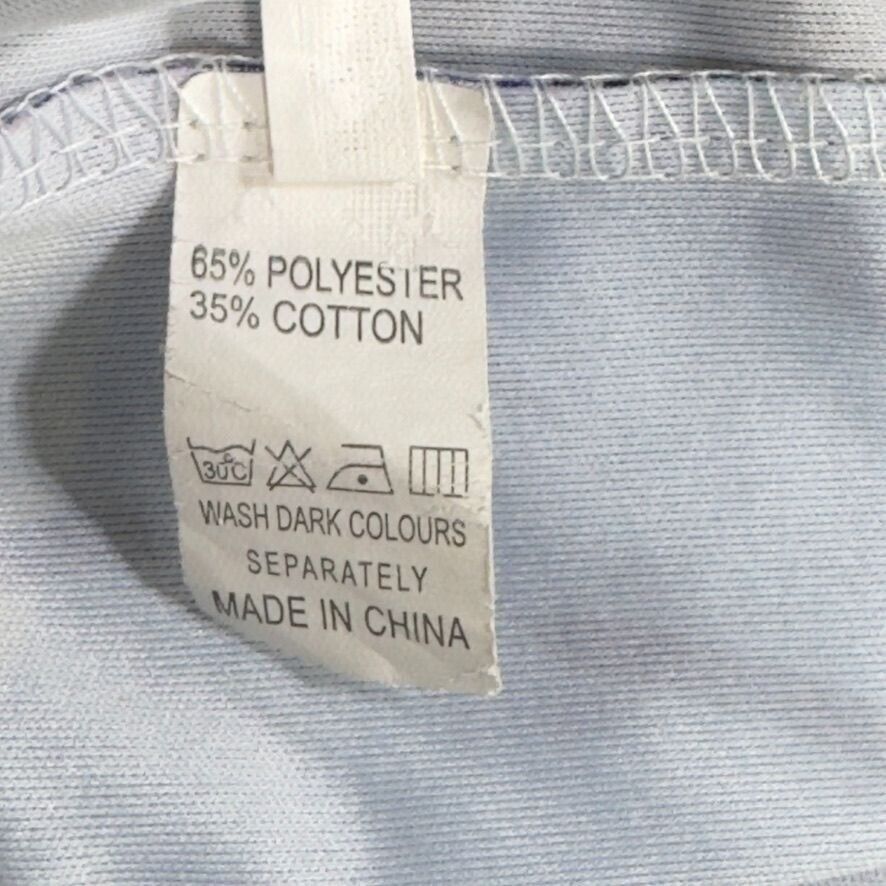 65% POLYESTER
35% COTTON
30°C
WASH DARK COLOURS
SEPARATELY
MADE IN CHINA